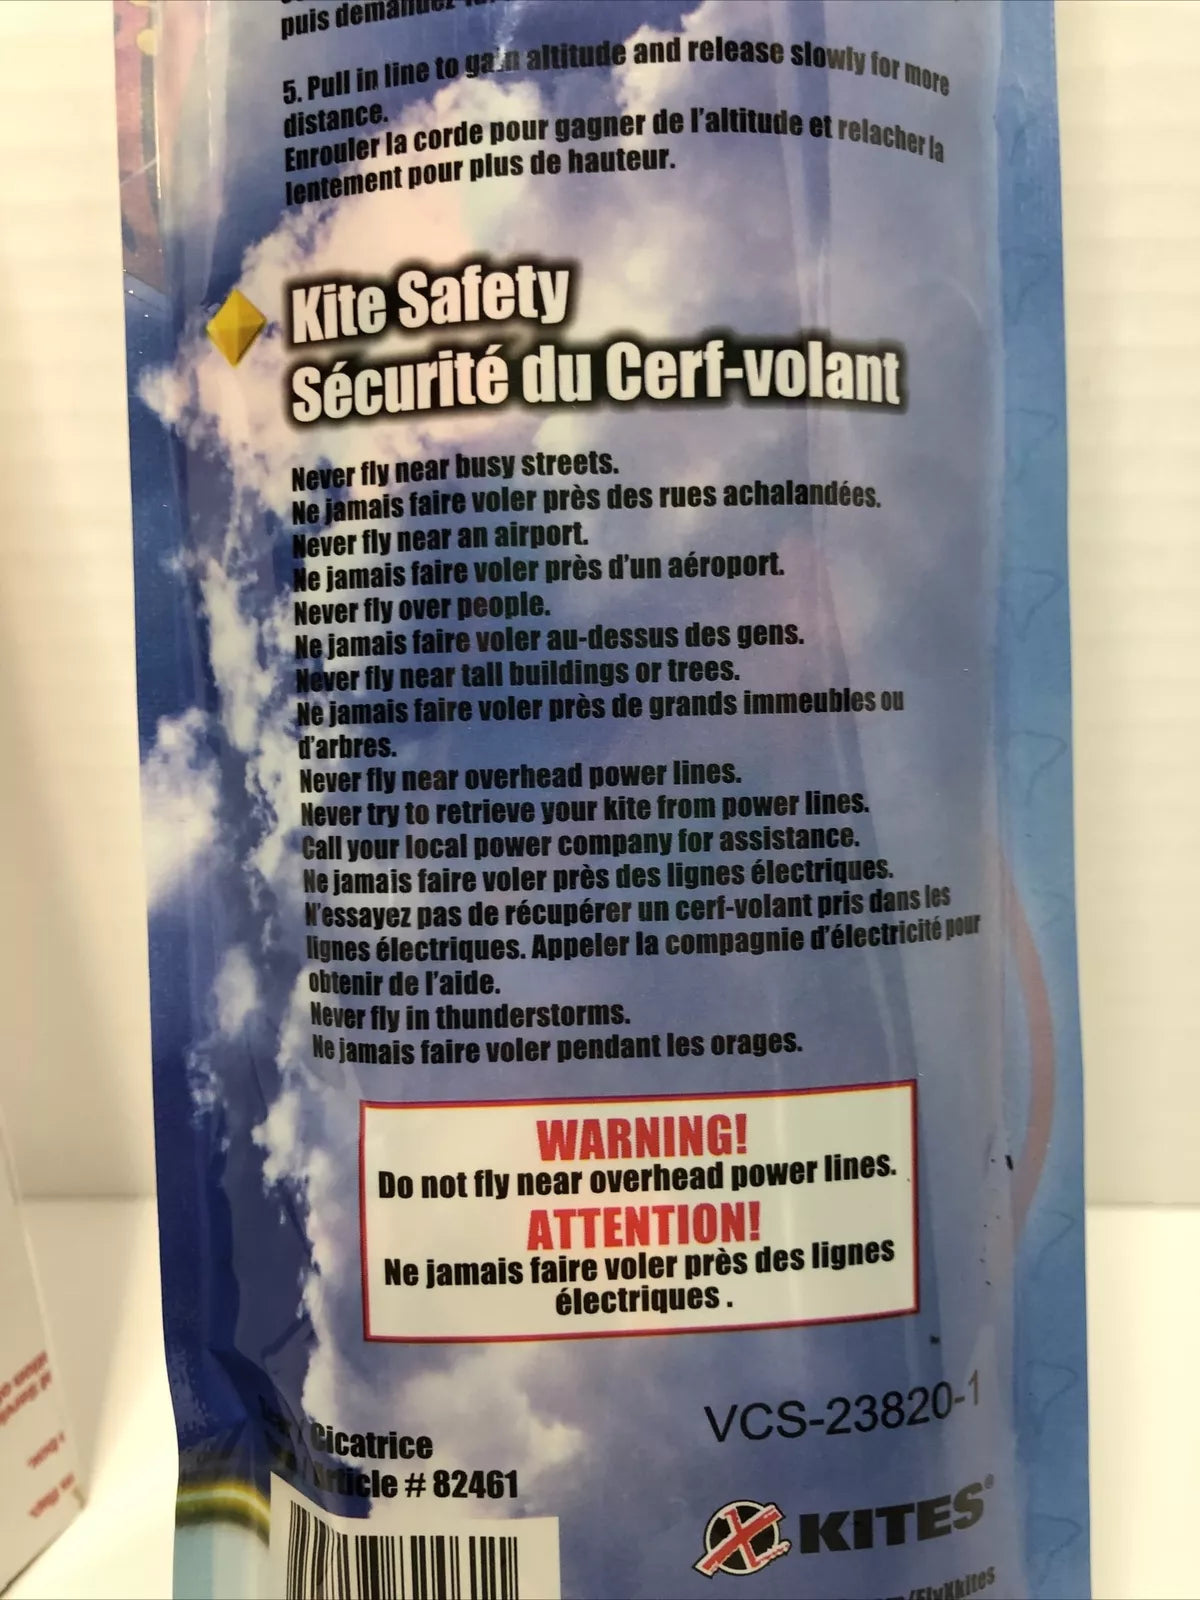 puis demandez
5. Pull in line to gain altitude and release slowly for more
distance.
Enrouler la corde pour gagner de l'altitude et relacher la
lentement pour plus de hauteur.
Kite Safety
Sécurité du Cerf-volant
Never fly near busy streets.
Ne jamais faire voler près des rues achalandées.
Never fly near an airport.
Ne jamais faire voler près d'un aéroport.
Never fly over people.
Ne jamais faire voler au-dessus des gens.
Never fly near tall buildings or trees.
Ne jamais faire voler près de grands immeubles ou
d'arbres.
Never fly near overhead power lines.
Never try to retrieve your kite from power lines.
Call your local power company for assistance.
Ne jamais faire voler près des lignes électriques.
N'essayez pas de récupérer un cerf-volant pris dans les
lignes électriques. Appeler la compagnie d'électricité pour
obtenir de l'aide.
Never fly in thunderstorms.
Ne jamais faire voler pendant les orages.
WARNING!
Do not fly near overhead power lines.
ATTENTION!
Ne jamais faire voler près des lignes
électriques .
VCS-23820-1
/ Cicatrice
/ Article # 82461
X KITES®
/FlyXkites